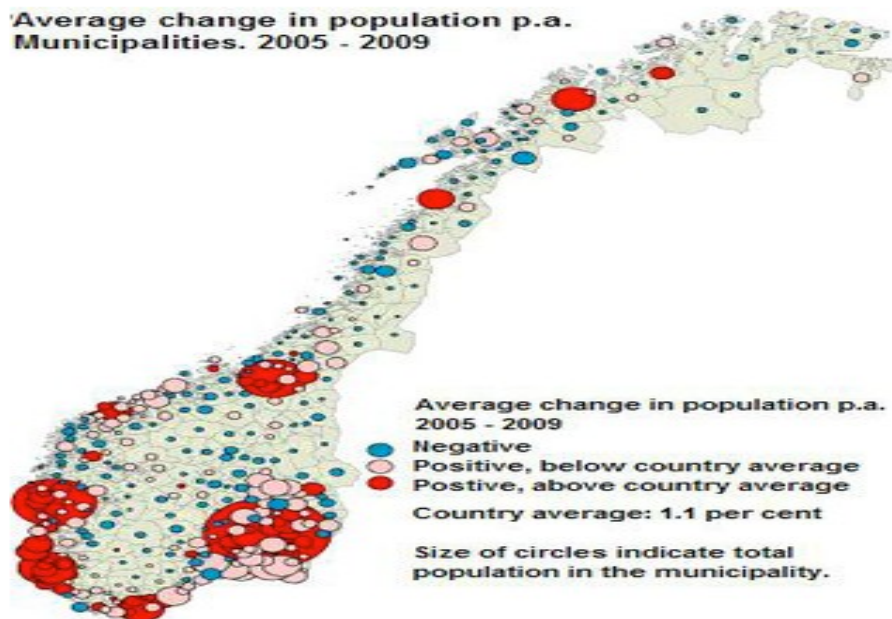 Average change in population p.a.
Municipalities. 2005 - 2009
Average change in population p.a.
2005 - 2009
Negative
Positive, below country average
Postive, above country average
Country average: 1.1 per cent
Size of circles indicate total
population in the municipality.